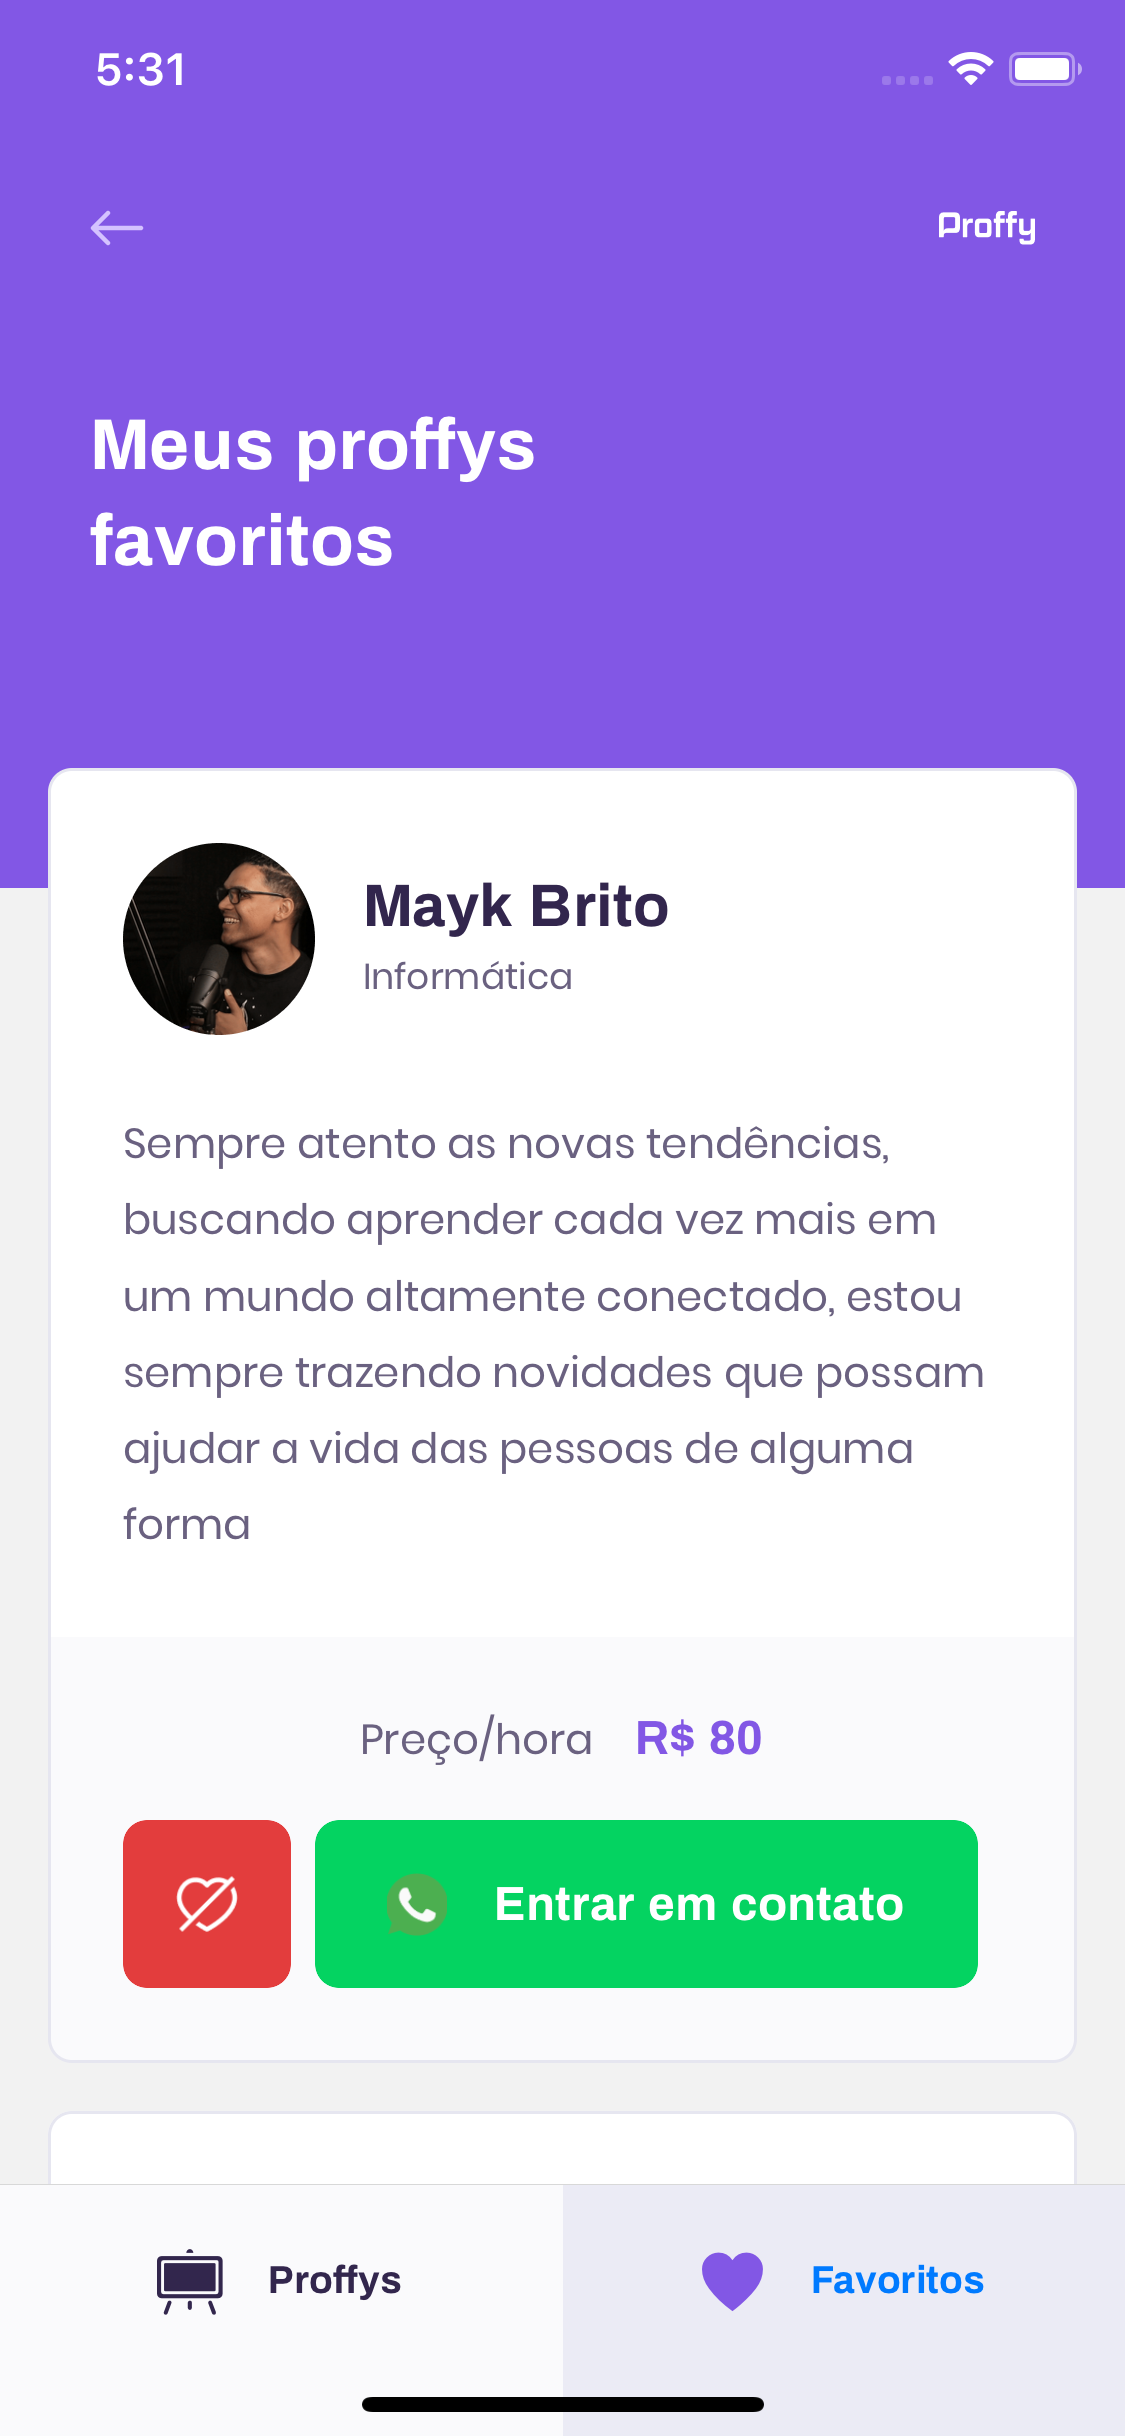 5:31
Proffy
Meus proffys
favoritos
Mayk Brito
Informática
Sempre atento as novas tendências,
buscando aprender cada vez mais em
um mundo altamente conectado, estou
sempre trazendo novidades que possam
ajudar a vida das pessoas de alguma
forma
Preço/hora R$ 80
Entrar em contato
Proffys Favoritos